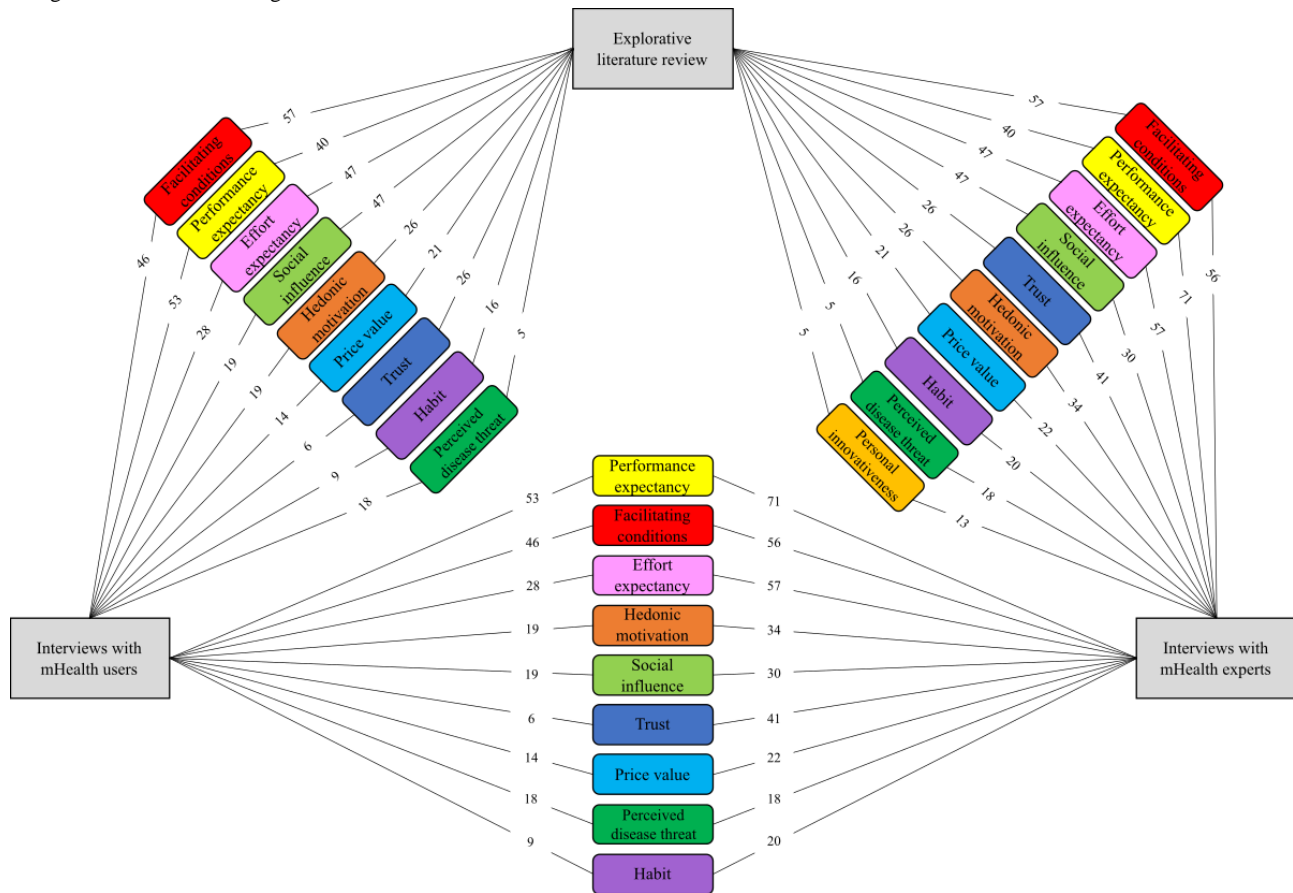 Explorative
literature review
57
40
47
47
26
21
26
16
5
Facilitating
conditions
Performance
expectancy
Effort
expectancy
Social
influence
Hedonic
motivation
Price value
Trust
Habit
Perceived
disease threat
46
53
28
19
19
14
6
9
18
57
40
47
47
26
26
21
16
5
5
Facilitating
conditions
Performance
expectancy
Effort
expectancy
Social
influence
Trust
Hedonic
motivation
Price value
Habit
Perceived
disease threat
Personal
innovativeness
56
71
57
30
41
34
22
20
18
13
Interviews with
mHealth users
Interviews with
mHealth experts
53
Performance
expectancy
71
46
Facilitating
conditions
56
28
Effort
expectancy
57
19
Hedonic
motivation
34
19
Social
influence
30
6
Trust
41
14
Price value
22
18
Perceived
disease threat
18
9
Habit
20